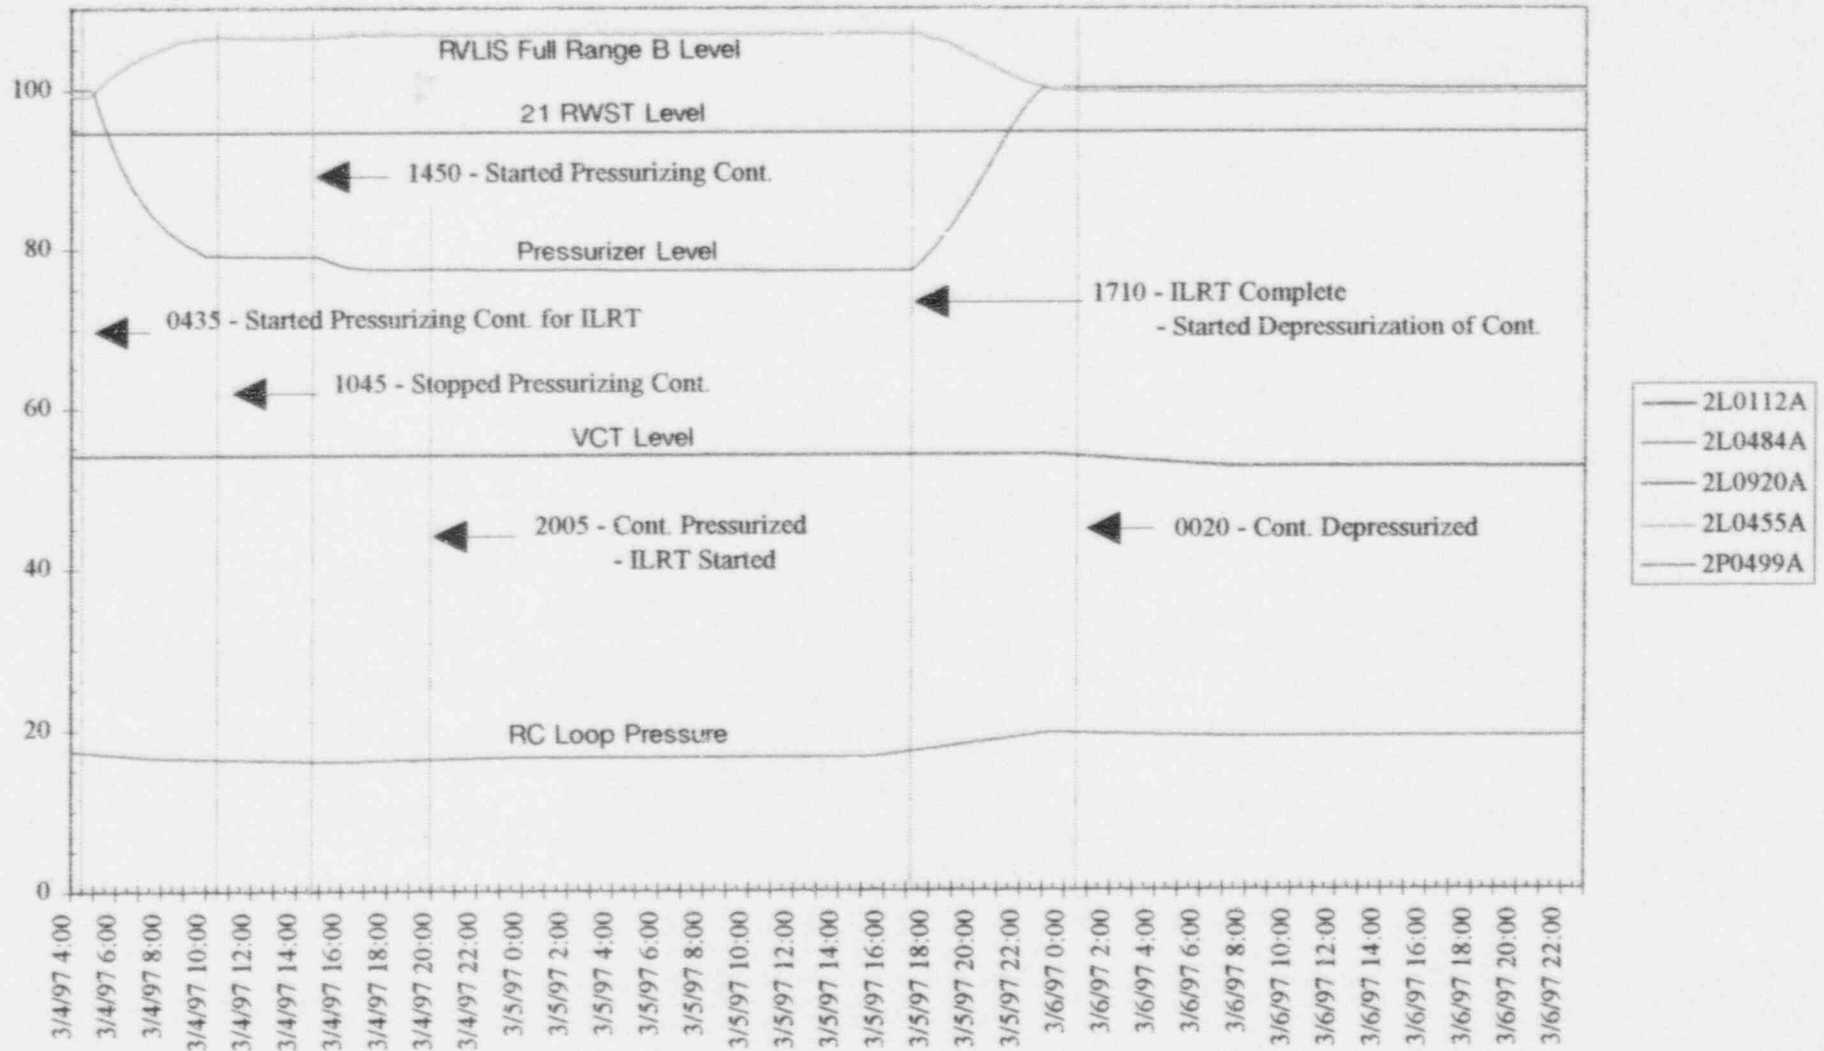 RVLIS Full Range B Level
100
21 RWST Level
1450 - Started Pressurizing Cont.
80
Pressurizer Level
1710 - ILRT Complete
- Started Depressurization of Cont.
0435 - Started Pressurizing Cont. for ILRT
1045 - Stopped Pressurizing Cont.
60
VCT Level
2L0112A
2L0484A
2L0920A
2L0455A
2P0499A
2005 - Cont. Pressurized
- ILRT Started
0020 - Cont. Depressurized
40
20
RC Loop Pressure
0
3/4/97 4:00
3/4/97 6:00
3/4/97 8:00
3/4/97 10:00
3/4/97 12:00
3/4/97 14:00
3/4/97 16:00
3/4/97 18:00
3/4/97 20:00
3/4/97 22:00
3/5/97 0:00
3/5/97 2:00
3/5/97 4:00
3/5/97 6:00
3/5/97 8:00
3/5/97 10:00
3/5/97 12:00
3/5/97 14:00
3/5/97 16:00
3/5/97 18:00
3/5/97 20:00
3/5/97 22:00
3/6/97 0:00
3/6/97 2:00
3/6/97 4:00
3/6/97 6:00
3/6/97 8:00
3/6/97 10:00
3/6/97 12:00
3/6/97 14:00
3/6/97 16:00
3/6/97 18:00
3/6/97 20:00
3/6/97 22:00